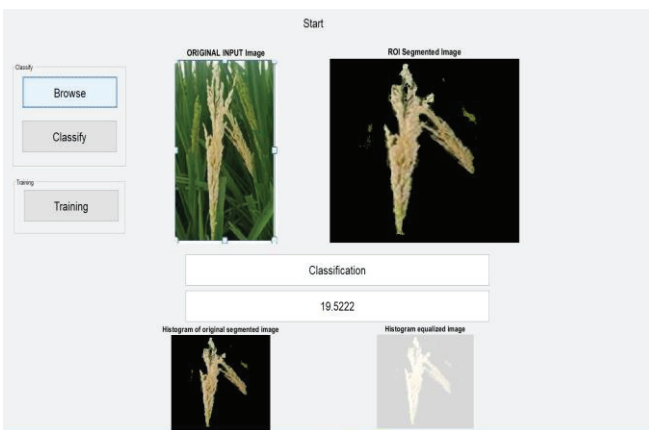 Start
ORIGINAL INPUT Image
ROI Segmented Image
Classify
Browse
Classify
Training
Training
Classification
19.5222
Histogram of original segmented image
Histogram equalized image